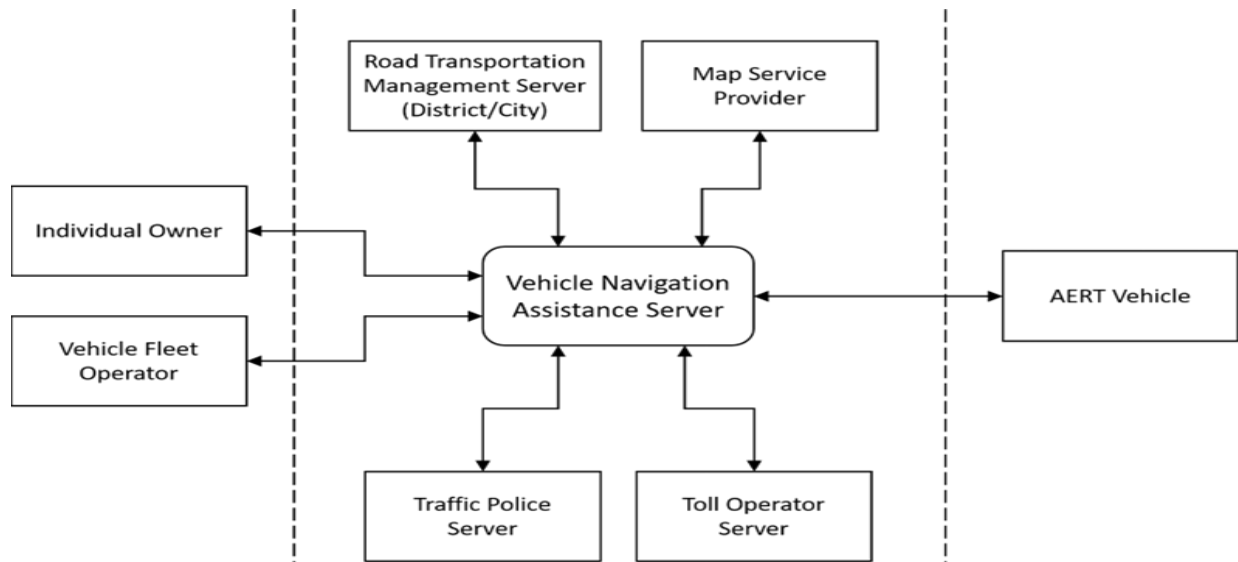 Road Transportation
Management Server
(District/City)
Map Service
Provider
Individual Owner
Vehicle Navigation
Assistance Server
AERT Vehicle
Vehicle Fleet
Operator
Traffic Police
Server
Toll Operator
Server